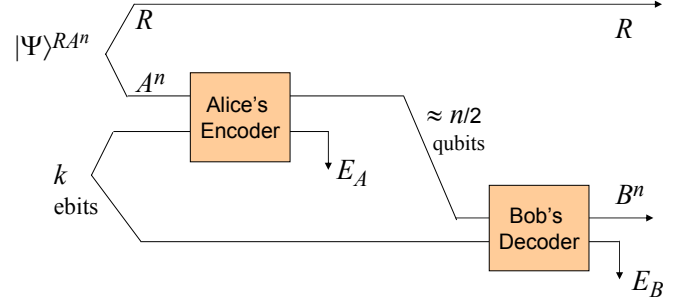 R
R
|Ψ⟩^{RA^n}
A^n
Alice's
Encoder
≈ n/2
qubits
E_A
k
ebits
Bob's
Decoder
B^n
E_B